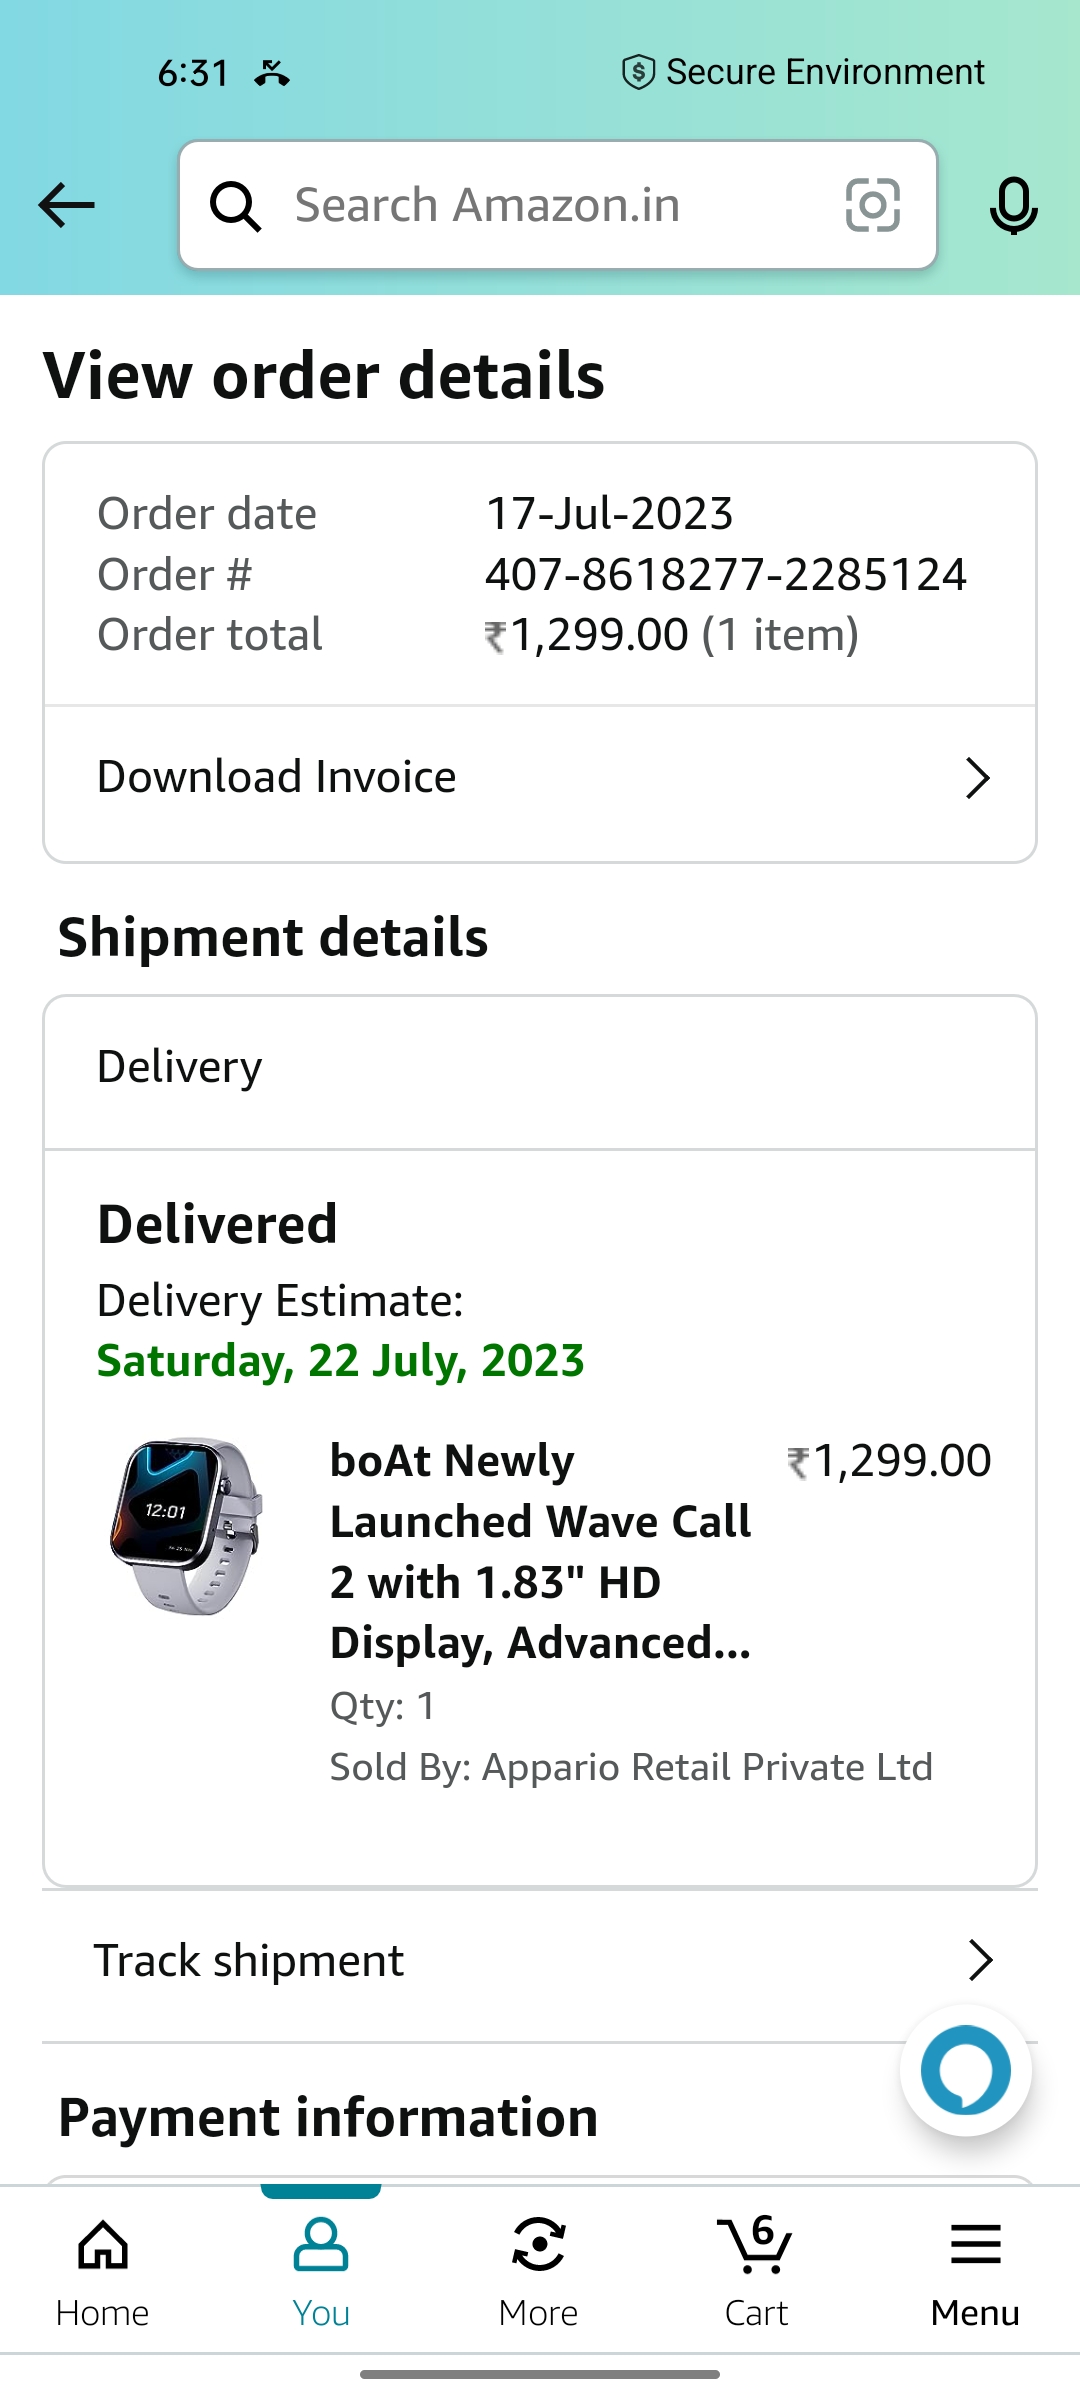 6:31
Secure Environment
Search Amazon.in
View order details
Order date 17-Jul-2023
Order # 407-8618277-2285124
Order total ₹1,299.00 (1 item)
Download Invoice
Shipment details
Delivery
Delivered
Delivery Estimate:
Saturday, 22 July, 2023
12:01
boAt Newly ₹1,299.00
Launched Wave Call
2 with 1.83" HD
Display, Advanced...
Qty: 1
Sold By: Appario Retail Private Ltd
Track shipment
Payment information
6
Home You More Cart Menu